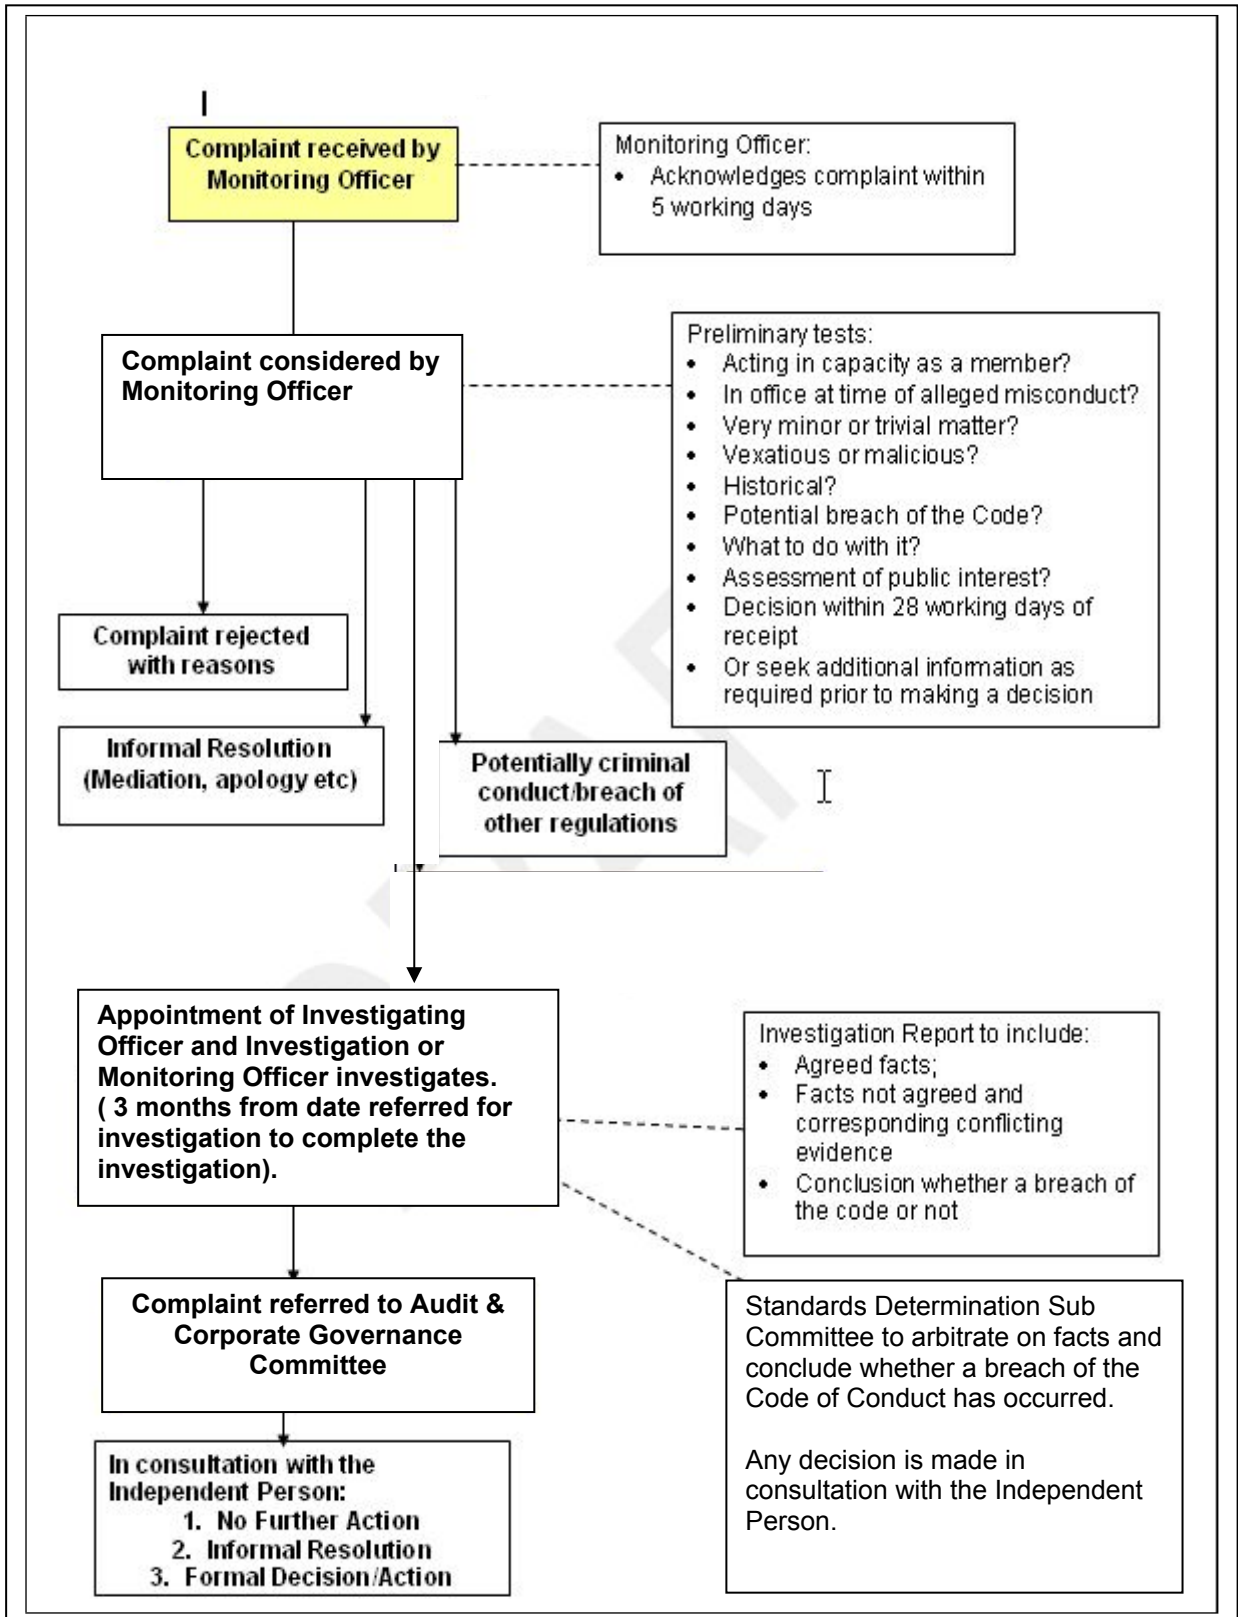 Complaint received by
Monitoring Officer
Monitoring Officer:
• Acknowledges complaint within
5 working days
Complaint considered by
Monitoring Officer
Preliminary tests:
• Acting in capacity as a member?
• In office at time of alleged misconduct?
• Very minor or trivial matter?
• Vexatious or malicious?
• Historical?
• Potential breach of the Code?
• What to do with it?
• Assessment of public interest?
• Decision within 28 working days of
receipt
• Or seek additional information as
required prior to making a decision
Complaint rejected
with reasons
Informal Resolution
(Mediation, apology etc)
Potentially criminal
conduct/breach of
other regulations
Appointment of Investigating
Officer and Investigation or
Monitoring Officer investigates.
( 3 months from date referred for
investigation to complete the
investigation).
Investigation Report to include:
• Agreed facts;
• Facts not agreed and
corresponding conflicting
evidence
• Conclusion whether a breach of
the code or not
Complaint referred to Audit &
Corporate Governance
Committee
Standards Determination Sub
Committee to arbitrate on facts and
conclude whether a breach of the
Code of Conduct has occurred.
Any decision is made in
consultation with the Independent
Person.
In consultation with the
Independent Person:
1. No Further Action
2. Informal Resolution
3. Formal Decision/Action